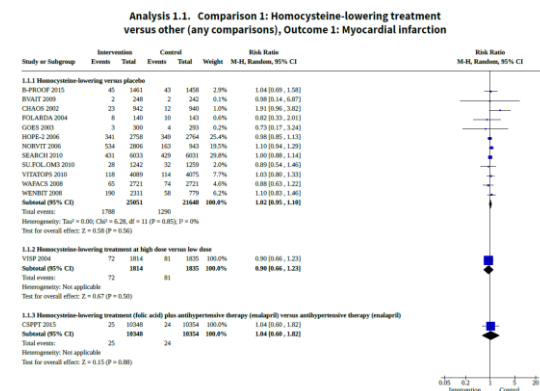 Analysis 1.1. Comparison 1: Homocysteine-lowering treatment
versus other (any comparisons), Outcome 1: Myocardial infarction
Intervention Control Risk Ratio Risk Ratio
Study or Subgroup Events Total Events Total Weight M-H, Random, 95% CI M-H, Random, 95% CI
1.1.1 Homocysteine-lowering versus placebo
B-PROOF 2015 45 1461 43 1458 2.9% 1.04 [0.69 , 1.58]
BVAIT 2009 2 248 2 242 0.1% 0.98 [0.14 , 6.87]
CHAOS 2002 23 942 12 940 1.1% 1.91 [0.96 , 3.82]
FOLARDA 2004 8 140 10 143 0.6% 0.82 [0.33 , 2.01]
GOES 2003 3 300 4 293 0.2% 0.73 [0.17 , 3.24]
HOPE-2 2006 341 2758 349 2764 25.4% 0.98 [0.85 , 1.13]
NORVIT 2006 534 2806 163 943 19.9% 1.10 [0.94 , 1.29]
SEARCH 2010 431 6033 429 6031 29.9% 1.00 [0.88 , 1.14]
SU.FOL.OM3 2010 28 1242 32 1259 2.0% 0.89 [0.54 , 1.46]
VITATOPS 2010 118 4089 114 4075 7.7% 1.03 [0.80 , 1.33]
WAFACS 2008 65 2721 74 2721 4.6% 0.88 [0.63 , 1.22]
WENBIT 2008 190 2311 58 779 6.1% 1.10 [0.83 , 1.46]
Subtotal (95% CI) 25051 21648 100.0% 1.02 [0.95 , 1.10]
Total events: 1788 1290
Heterogeneity: Tau² = 0.00; Chi² = 6.28, df = 11 (P = 0.85); I² = 0%
Test for overall effect: Z = 0.58 (P = 0.56)
1.1.2 Homocysteine-lowering treatment at high dose versus low dose
VISP 2004 72 1814 81 1835 100.0% 0.90 [0.66 , 1.23]
Subtotal (95% CI) 1814 1835 100.0% 0.90 [0.66 , 1.23]
Total events: 72 81
Heterogeneity: Not applicable
Test for overall effect: Z = 0.67 (P = 0.50)
1.1.3 Homocysteine-lowering treatment (folic acid) plus antihypertensive therapy (enalapril) versus antihypertensive therapy (enalapril)
CSPPT 2015 25 10348 24 10354 100.0% 1.04 [0.60 , 1.82]
Subtotal (95% CI) 10348 10354 100.0% 1.04 [0.60 , 1.82]
Total events: 25 24
Heterogeneity: Not applicable
Test for overall effect: Z = 0.15 (P = 0.88)
0.05 0.2 1 5 20
Intervention Control